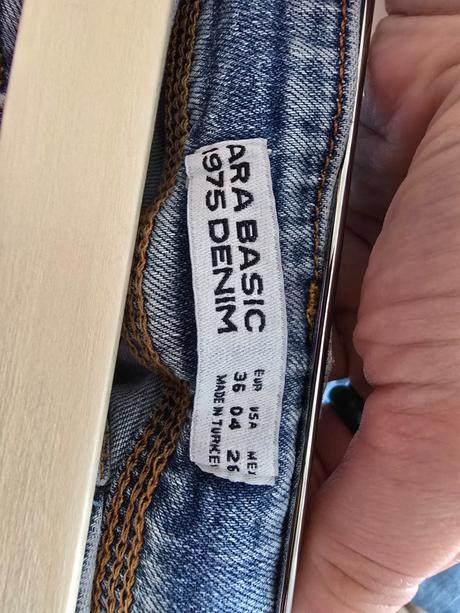 ARA BASIC
1975 DENIM
EUR USA MEX
36 04 26
MADE IN TURKEY